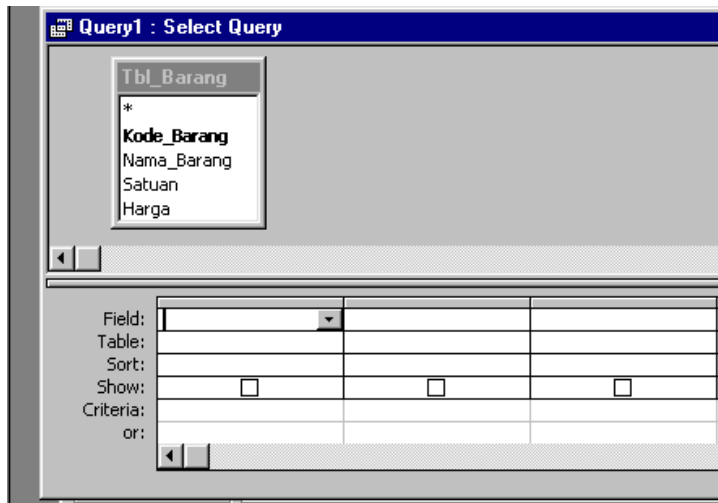 Query1 : Select Query
Tbl_Barang
*
Kode_Barang
Nama_Barang
Satuan
Harga
Field:
Table:
Sort:
Show:
Criteria:
or: